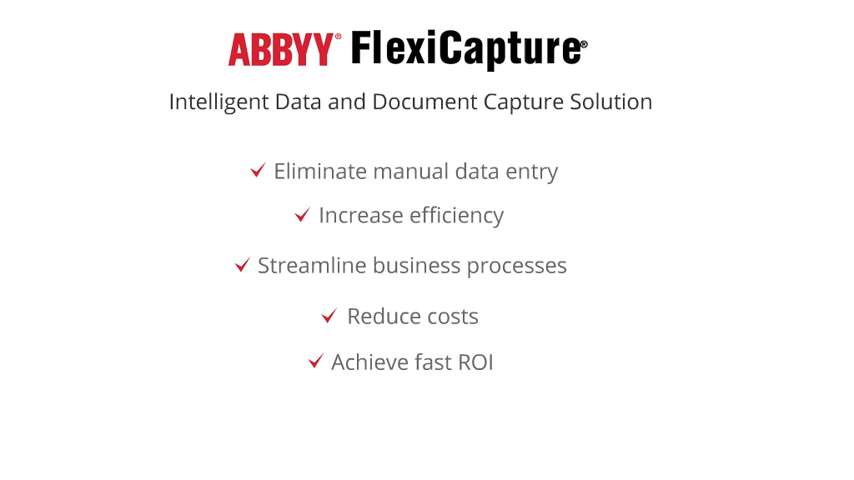 ABBYY® FlexiCapture®
Intelligent Data and Document Capture Solution
✓ Eliminate manual data entry
✓ Increase efficiency
✓ Streamline business processes
✓ Reduce costs
✓ Achieve fast ROI